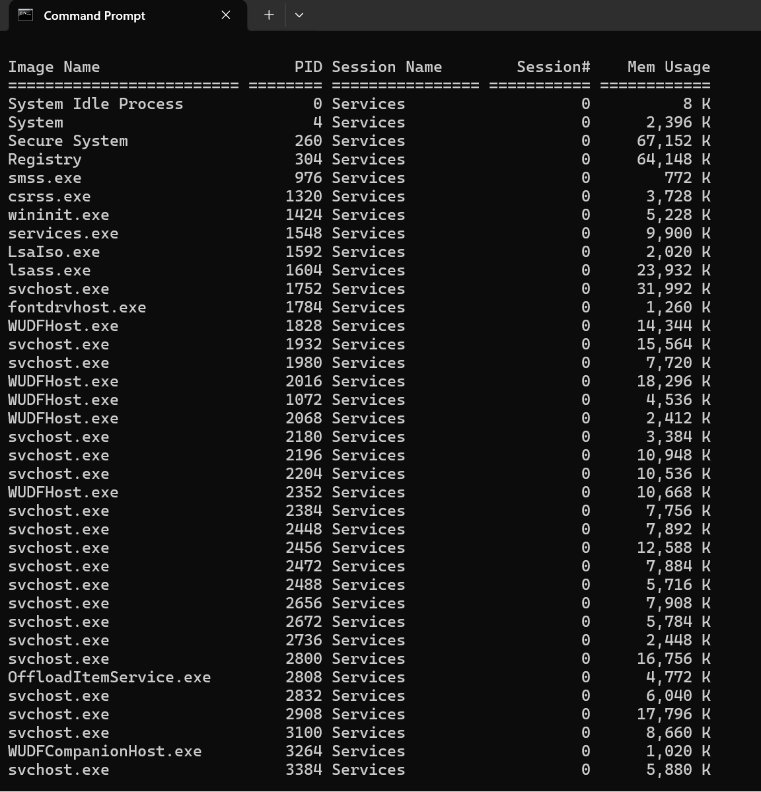 Command Prompt
Image Name                     PID Session Name        Session#    Mem Usage
========================= ======== ================ =========== ============
System Idle Process              0 Services                   0          8 K
System                           4 Services                   0      2,396 K
Secure System                  260 Services                   0     67,152 K
Registry                       304 Services                   0     64,148 K
smss.exe                       976 Services                   0        772 K
csrss.exe                     1320 Services                   0      3,728 K
wininit.exe                   1424 Services                   0      5,228 K
services.exe                  1548 Services                   0      9,900 K
LsaIso.exe                    1592 Services                   0      2,020 K
lsass.exe                     1604 Services                   0     23,932 K
svchost.exe                   1752 Services                   0     31,992 K
fontdrvhost.exe               1784 Services                   0      1,260 K
WUDFHost.exe                  1828 Services                   0     14,344 K
svchost.exe                   1932 Services                   0     15,564 K
svchost.exe                   1980 Services                   0      7,720 K
WUDFHost.exe                  2016 Services                   0     18,296 K
WUDFHost.exe                  1072 Services                   0      4,536 K
WUDFHost.exe                  2068 Services                   0      2,412 K
svchost.exe                   2180 Services                   0      3,384 K
svchost.exe                   2196 Services                   0     10,948 K
svchost.exe                   2204 Services                   0     10,536 K
WUDFHost.exe                  2352 Services                   0     10,668 K
svchost.exe                   2384 Services                   0      7,756 K
svchost.exe                   2448 Services                   0      7,892 K
svchost.exe                   2456 Services                   0     12,588 K
svchost.exe                   2472 Services                   0      7,884 K
svchost.exe                   2488 Services                   0      5,716 K
svchost.exe                   2656 Services                   0      7,908 K
svchost.exe                   2672 Services                   0      5,784 K
svchost.exe                   2736 Services                   0      2,448 K
svchost.exe                   2800 Services                   0     16,756 K
OffloadItemService.exe        2808 Services                   0      4,772 K
svchost.exe                   2832 Services                   0      6,040 K
svchost.exe                   2908 Services                   0     17,796 K
svchost.exe                   3100 Services                   0      8,660 K
WUDFCompanionHost.exe         3264 Services                   0      1,020 K
svchost.exe                   3384 Services                   0      5,880 K